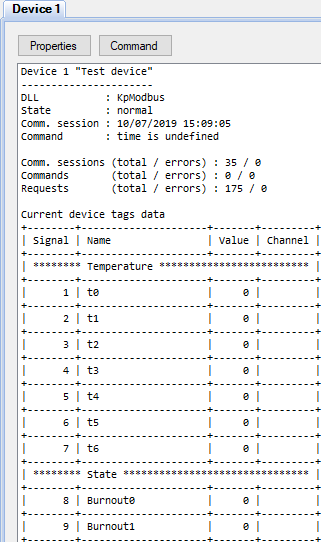 Device 1
Properties Command
Device 1 "Test device"
----------------------
DLL : KpModbus
State : normal
Comm. session : 10/07/2019 15:09:05
Command : time is undefined
Comm. sessions (total / errors) : 35 / 0
Commands (total / errors) : 0 / 0
Requests (total / errors) : 175 / 0
Current device tags data
+--------+----------------------+-------+---------+
| Signal | Name | Value | Channel |
+--------+----------------------+-------+---------+
| ******** Temperature ************************** |
+--------+----------------------+-------+---------+
| 1 | t0 | 0 | |
+--------+----------------------+-------+---------+
| 2 | t1 | 0 | |
+--------+----------------------+-------+---------+
| 3 | t2 | 0 | |
+--------+----------------------+-------+---------+
| 4 | t3 | 0 | |
+--------+----------------------+-------+---------+
| 5 | t4 | 0 | |
+--------+----------------------+-------+---------+
| 6 | t5 | 0 | |
+--------+----------------------+-------+---------+
| 7 | t6 | 0 | |
+--------+----------------------+-------+---------+
| ******** State ******************************** |
+--------+----------------------+-------+---------+
| 8 | Burnout0 | 0 | |
+--------+----------------------+-------+---------+
| 9 | Burnout1 | 0 | |
+--------+----------------------+-------+---------+